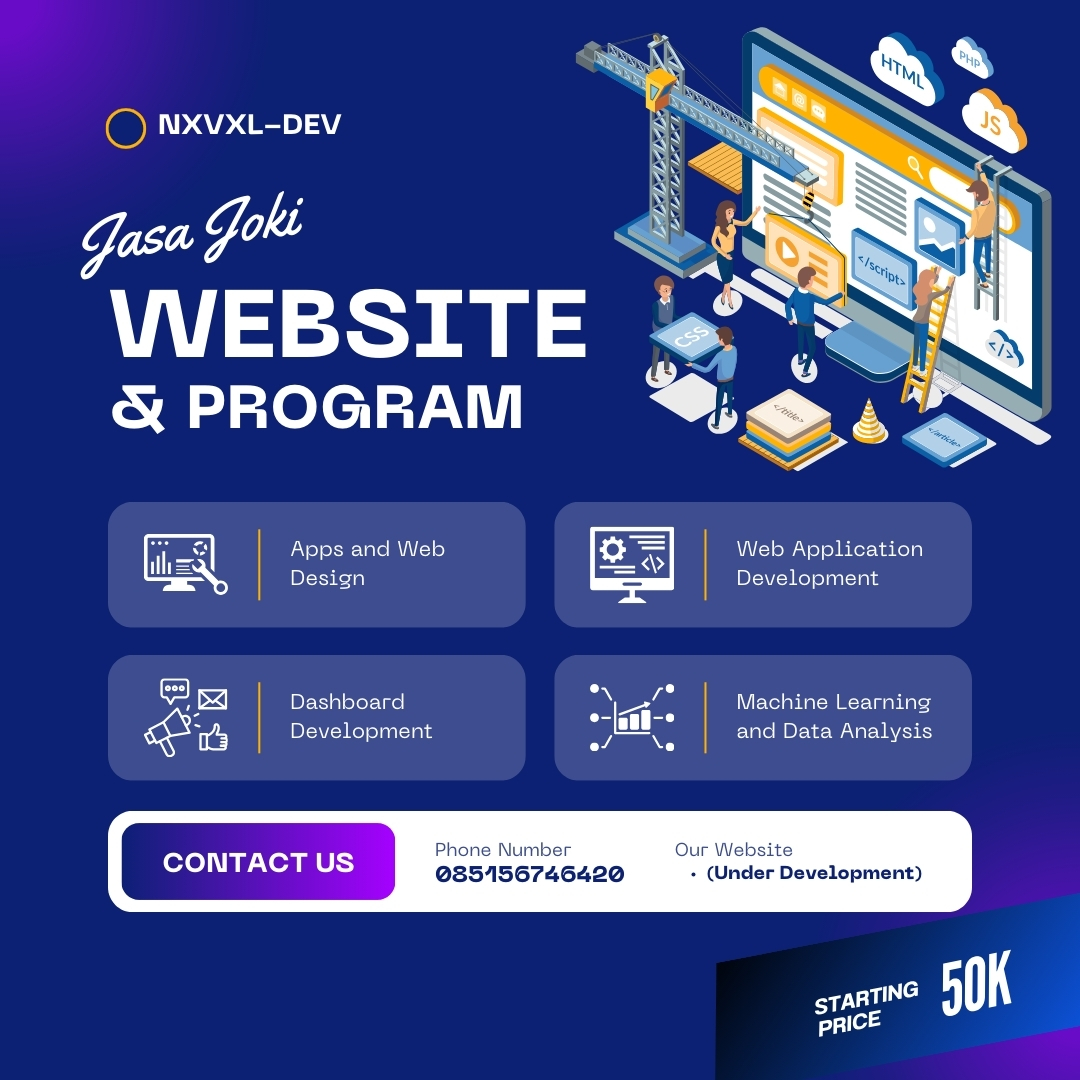 HTML
PHP
JS
NXVXL-DEV
Jasa Joki
WEBSITE
& PROGRAM
</script>
CSS
</>
</title>
</article>
Apps and Web
Design
Web Application
Development
Dashboard
Development
Machine Learning
and Data Analysis
CONTACT US
Phone Number
085156746420
Our Website
• (Under Development)
STARTING
PRICE
50K